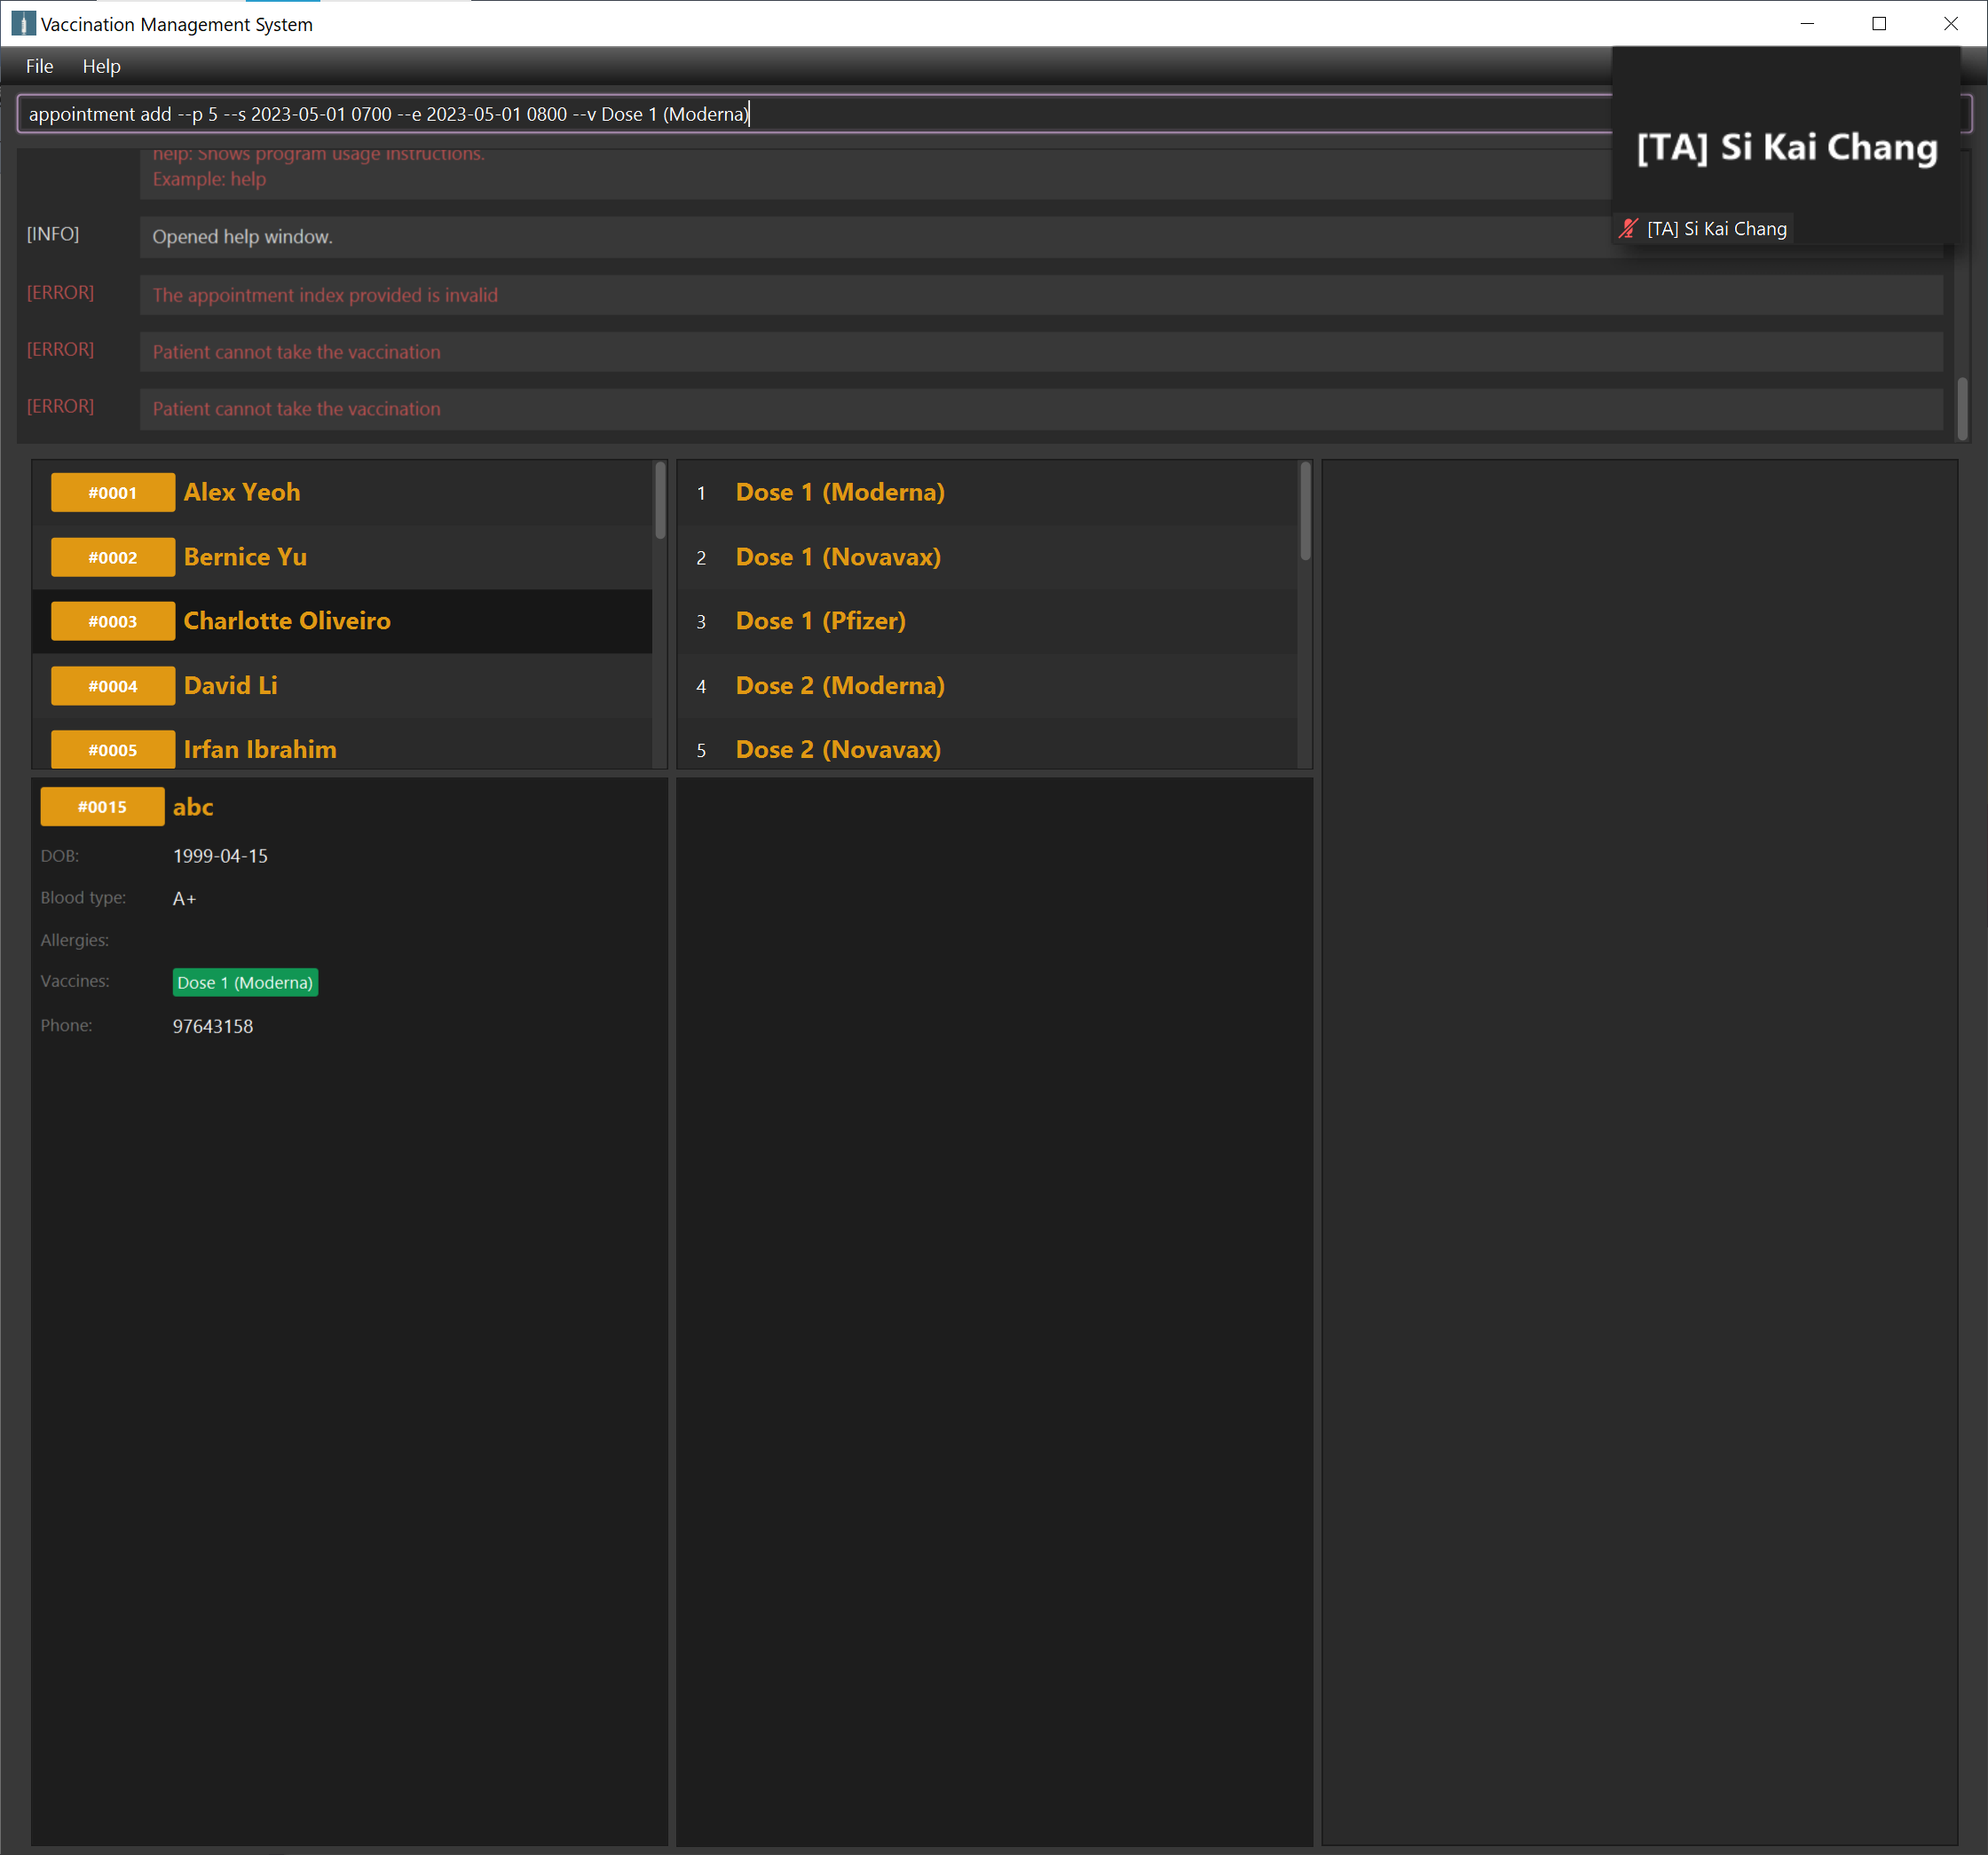 Vaccination Management System
File Help
appointment add --p 5 --s 2023-05-01 0700 --e 2023-05-01 0800 --v Dose 1 (Moderna)
[TA] Si Kai Chang
[TA] Si Kai Chang
help: Shows program usage instructions.
Example: help
[INFO] Opened help window.
[ERROR] The appointment index provided is invalid
[ERROR] Patient cannot take the vaccination
[ERROR] Patient cannot take the vaccination
#0001 Alex Yeoh
#0002 Bernice Yu
#0003 Charlotte Oliveiro
#0004 David Li
#0005 Irfan Ibrahim
1 Dose 1 (Moderna)
2 Dose 1 (Novavax)
3 Dose 1 (Pfizer)
4 Dose 2 (Moderna)
5 Dose 2 (Novavax)
#0015 abc
DOB: 1999-04-15
Blood type: A+
Allergies:
Vaccines: Dose 1 (Moderna)
Phone: 97643158